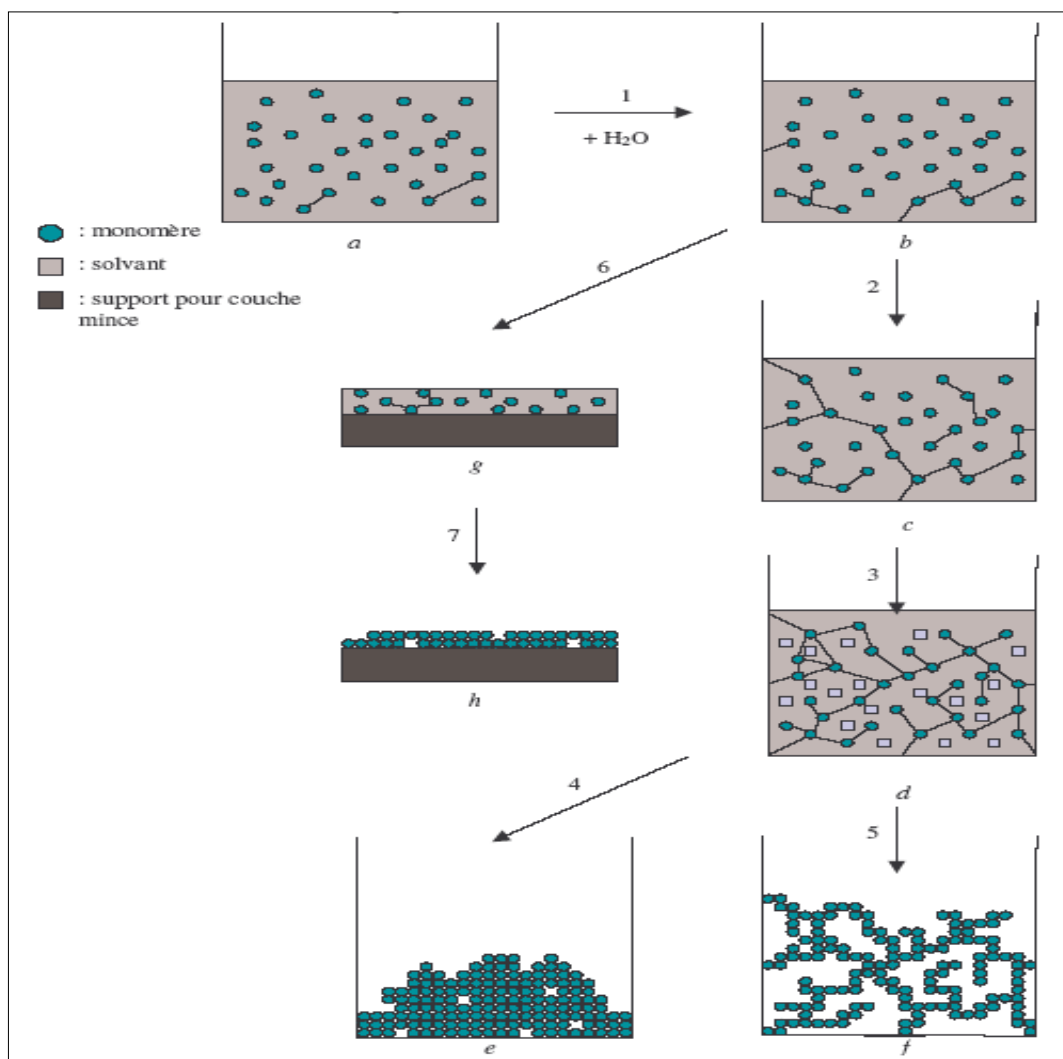 1
+ H₂O
: monomère
: solvant
: support pour couche
mince
a
b
6
2
g
c
7
3
h
d
4
5
e
f